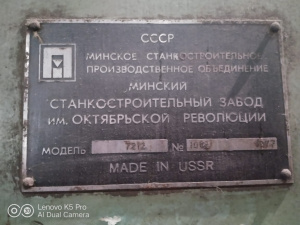 СССР
МИНСКОЕ СТАНКОСТРОИТЕЛЬНОЕ
ПРОИЗВОДСТВЕННОЕ ОБЪЕДИНЕНИЕ
МИНСКИЙ
СТАНКОСТРОИТЕЛЬНЫЙ ЗАВОД
им. ОКТЯБРЬСКОЙ РЕВОЛЮЦИИ
МОДЕЛЬ 7212 №
MADE IN USSR
Lenovo K5 Pro
AI Dual Camera